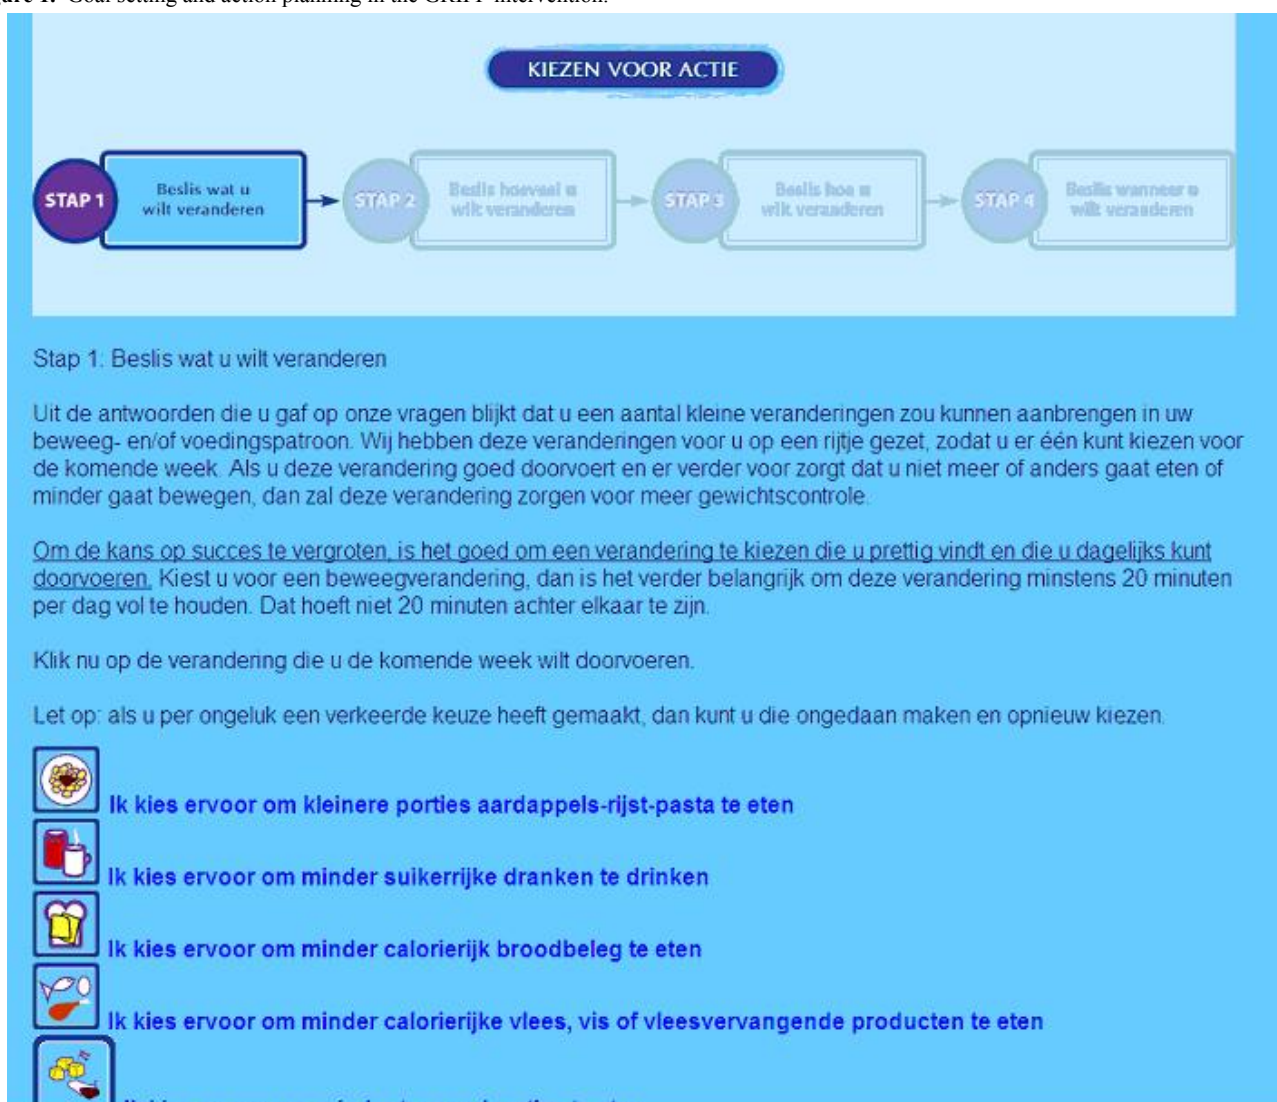 Goal setting and action planning in the GRIPP intervention.
KIEZEN VOOR ACTIE
STAP 1
Beslis wat u
wilt veranderen
STAP 2
Beslis hoeveel u
wilt veranderen
STAP 3
Beslis hoe u
wilt veranderen
STAP 4
Beslis wanneer u
wilt veranderen
Stap 1: Beslis wat u wilt veranderen
Uit de antwoorden die u gaf op onze vragen blijkt dat u een aantal kleine veranderingen zou kunnen aanbrengen in uw
beweeg- en/of voedingspatroon. Wij hebben deze veranderingen voor u op een rijtje gezet, zodat u er één kunt kiezen voor
de komende week. Als u deze verandering goed doorvoert en er verder voor zorgt dat u niet meer of anders gaat eten of
minder gaat bewegen, dan zal deze verandering zorgen voor meer gewichtscontrole.
Om de kans op succes te vergroten, is het goed om een verandering te kiezen die u prettig vindt en die u dagelijks kunt
doorvoeren. Kiest u voor een beweegverandering, dan is het verder belangrijk om deze verandering minstens 20 minuten
per dag vol te houden. Dat hoeft niet 20 minuten achter elkaar te zijn.
Klik nu op de verandering die u de komende week wilt doorvoeren.
Let op: als u per ongeluk een verkeerde keuze heeft gemaakt, dan kunt u die ongedaan maken en opnieuw kiezen.
Ik kies ervoor om kleinere porties aardappels-rijst-pasta te eten
Ik kies ervoor om minder suikerrijke dranken te drinken
Ik kies ervoor om minder calorierijk broodbeleg te eten
Ik kies ervoor om minder calorierijke vlees, vis of vleesvervangende producten te eten